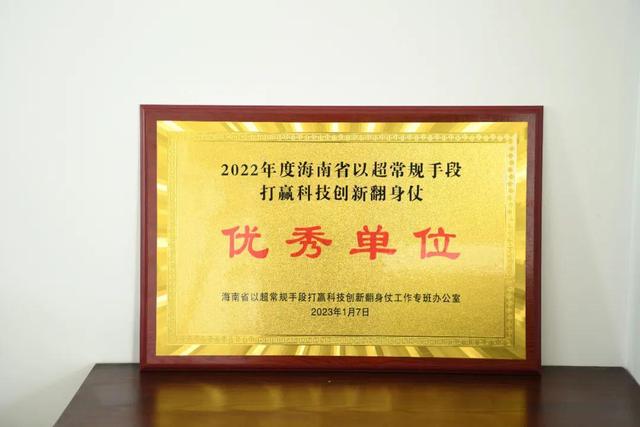 2022年度海南省以超常规手段
打赢科技创新翻身仗
优秀单位
海南省以超常规手段打赢科技创新翻身仗工作专班办公室
2023年1月7日